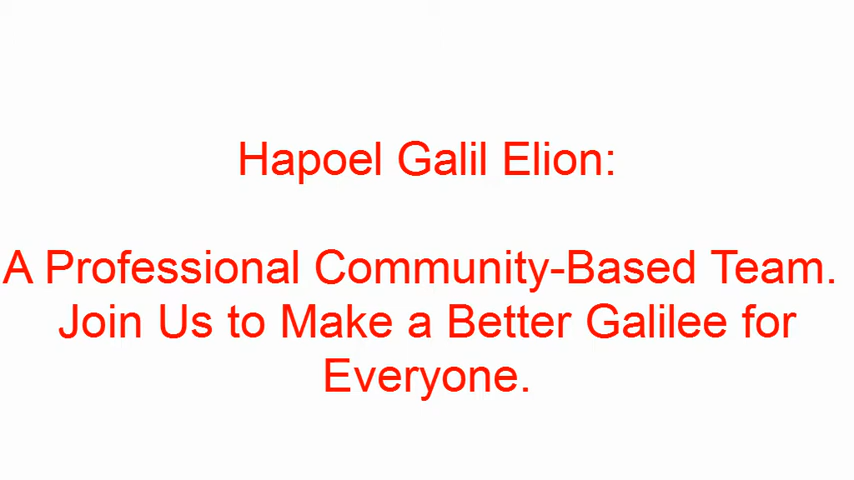 Hapoel Galil Elion:
A Professional Community-Based Team.
Join Us to Make a Better Galilee for
Everyone.